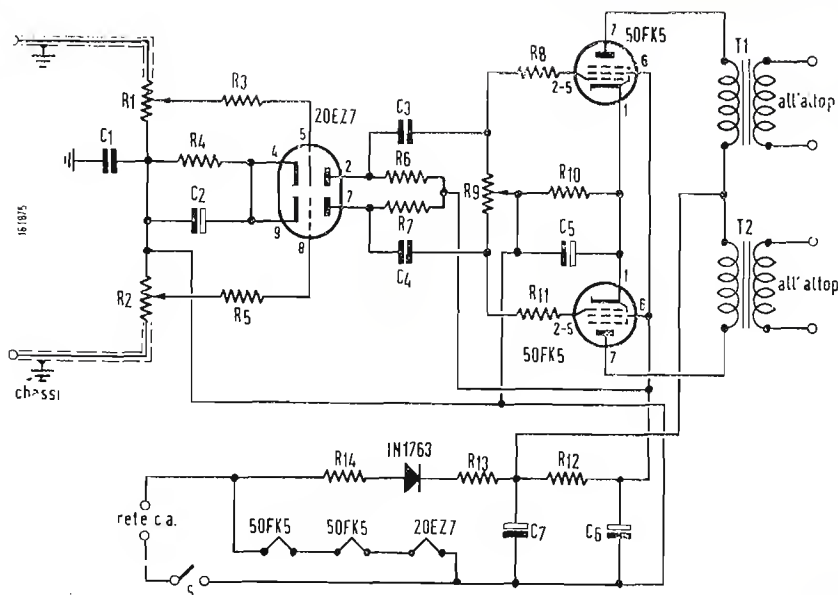 50FK5
7
T1
6
R8
2-5
all'altop
1
R1
R3
20EZ7
5
C3
C1
R4
4
2
R6
R9
R10
C2
7
R7
C5
T2
9
8
C4
1
all'altop
161875
R2
R5
R11
2-5
6
50FK5
7
chassi
R14
1N1763
R13
R12
rete c.a.
50FK5
50FK5
20EZ7
C7
C6
S